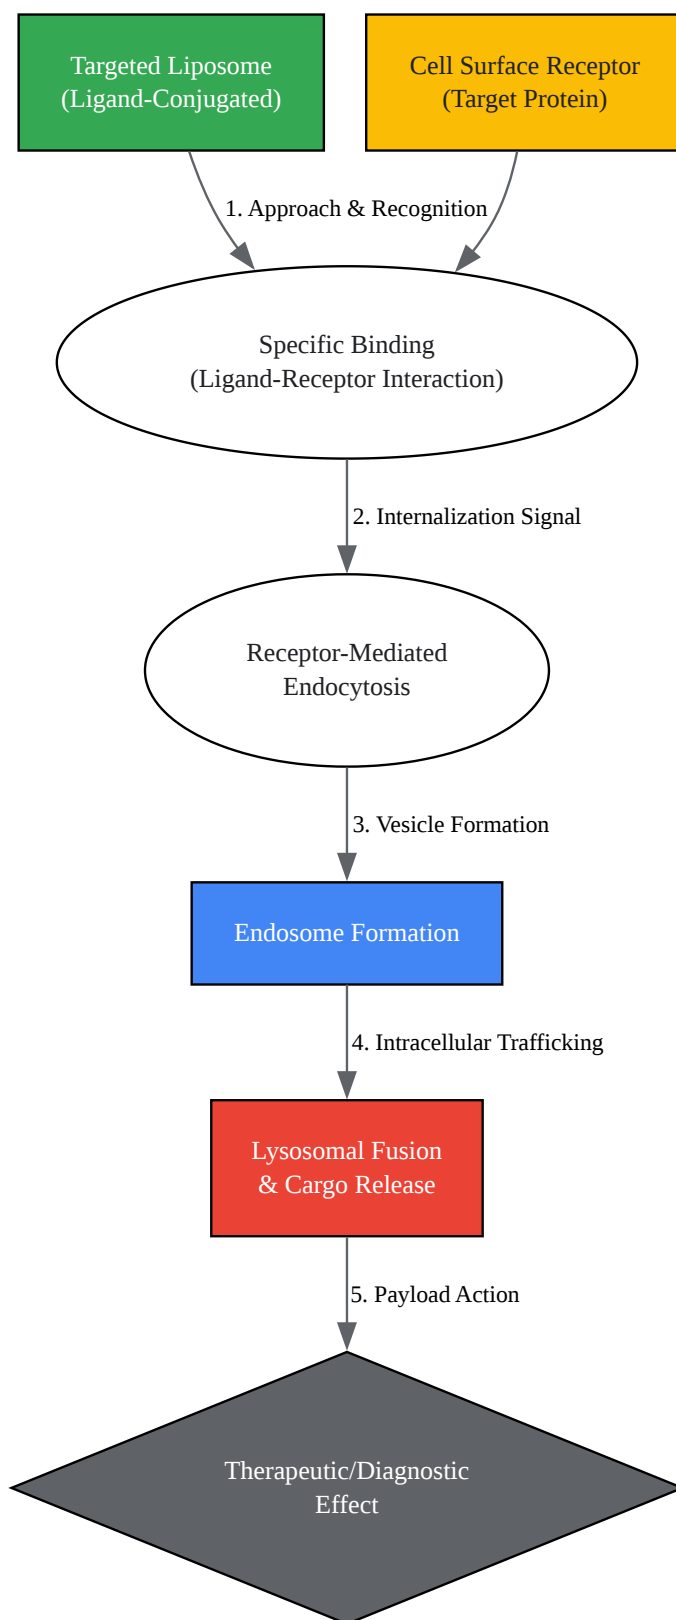 Targeted Liposome
(Ligand-Conjugated)
Cell Surface Receptor
(Target Protein)
1. Approach & Recognition
Specific Binding
(Ligand-Receptor Interaction)
2. Internalization Signal
Receptor-Mediated
Endocytosis
3. Vesicle Formation
Endosome Formation
4. Intracellular Trafficking
Lysosomal Fusion
& Cargo Release
5. Payload Action
Therapeutic/Diagnostic
Effect